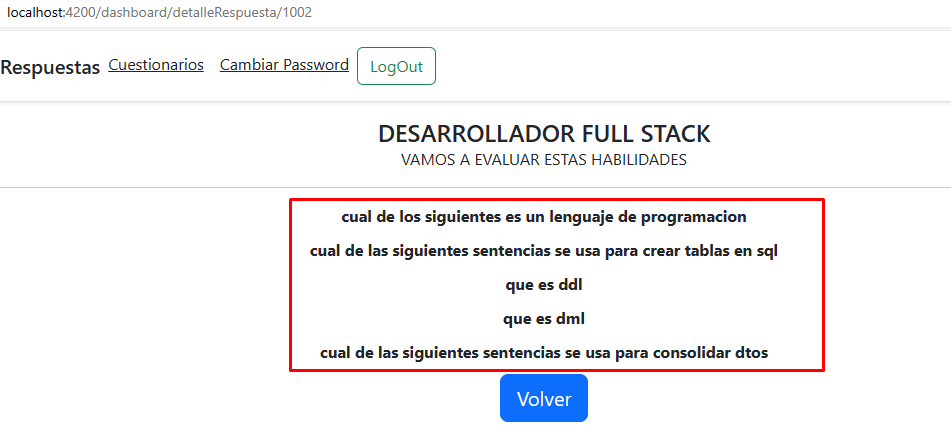 localhost:4200/dashboard/detalleRespuesta/1002
Respuestas Cuestionarios Cambiar Password LogOut
DESARROLLADOR FULL STACK
VAMOS A EVALUAR ESTAS HABILIDADES
cual de los siguientes es un lenguaje de programacion
cual de las siguientes sentencias se usa para crear tablas en sql
que es ddl
que es dml
cual de las siguientes sentencias se usa para consolidar dtos
Volver